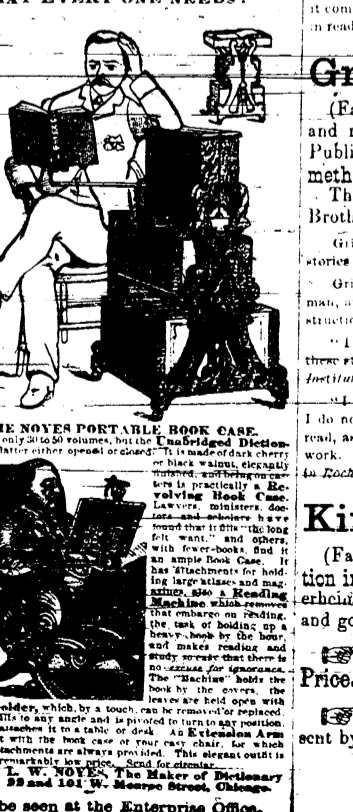 THAT EVERY ONE NEEDS!
THE NOYES PORTABLE BOOK CASE.
only 30 to 50 volumes, but the Unabridged Diction-
latter either opened or closed. It is made of dark cherry
or black walnut, elegantly
finished, and being on cas-
ters is practically a Re-
volving Book Case.
Lawyers, ministers, doc-
tors and scholars have
found that it fills "the long
felt want," and others,
with fewer books, find it
an ample Book Case. It
has attachments for hold-
ing large atlases and mag-
azines, also a Reading
Machine which removes
that embargo on reading,
the task of holding up a
heavy book by the hour,
and makes reading and
study so easy that there is
no excuse for ignorance.
The "Machine" holds the
book by the covers, the
leaves are held open with
older, which, by a touch, can be removed or replaced.
to any angle and is pivoted to turn to any position.
attaches it to a table or desk. An Extension Arm
it with the book case or your easy chair, for which
tachments are always provided. This elegant outfit is
remarkably low price. Send for circular.
L. W. NOYES, The Maker of Dictionary
99 and 101 W. Monroe Street, Chicago.
be seen at the Enterprise Office.
it com
in read
Gr
(Fa
and
Publi
meth
Th
Broth
Gri
stories
Gri
man, a
structio
"I
these st
Institut
"I
I do no
read, as
work.
in Roch
Ki
(Fa
tion in
erhcid
and go
Price
sent by